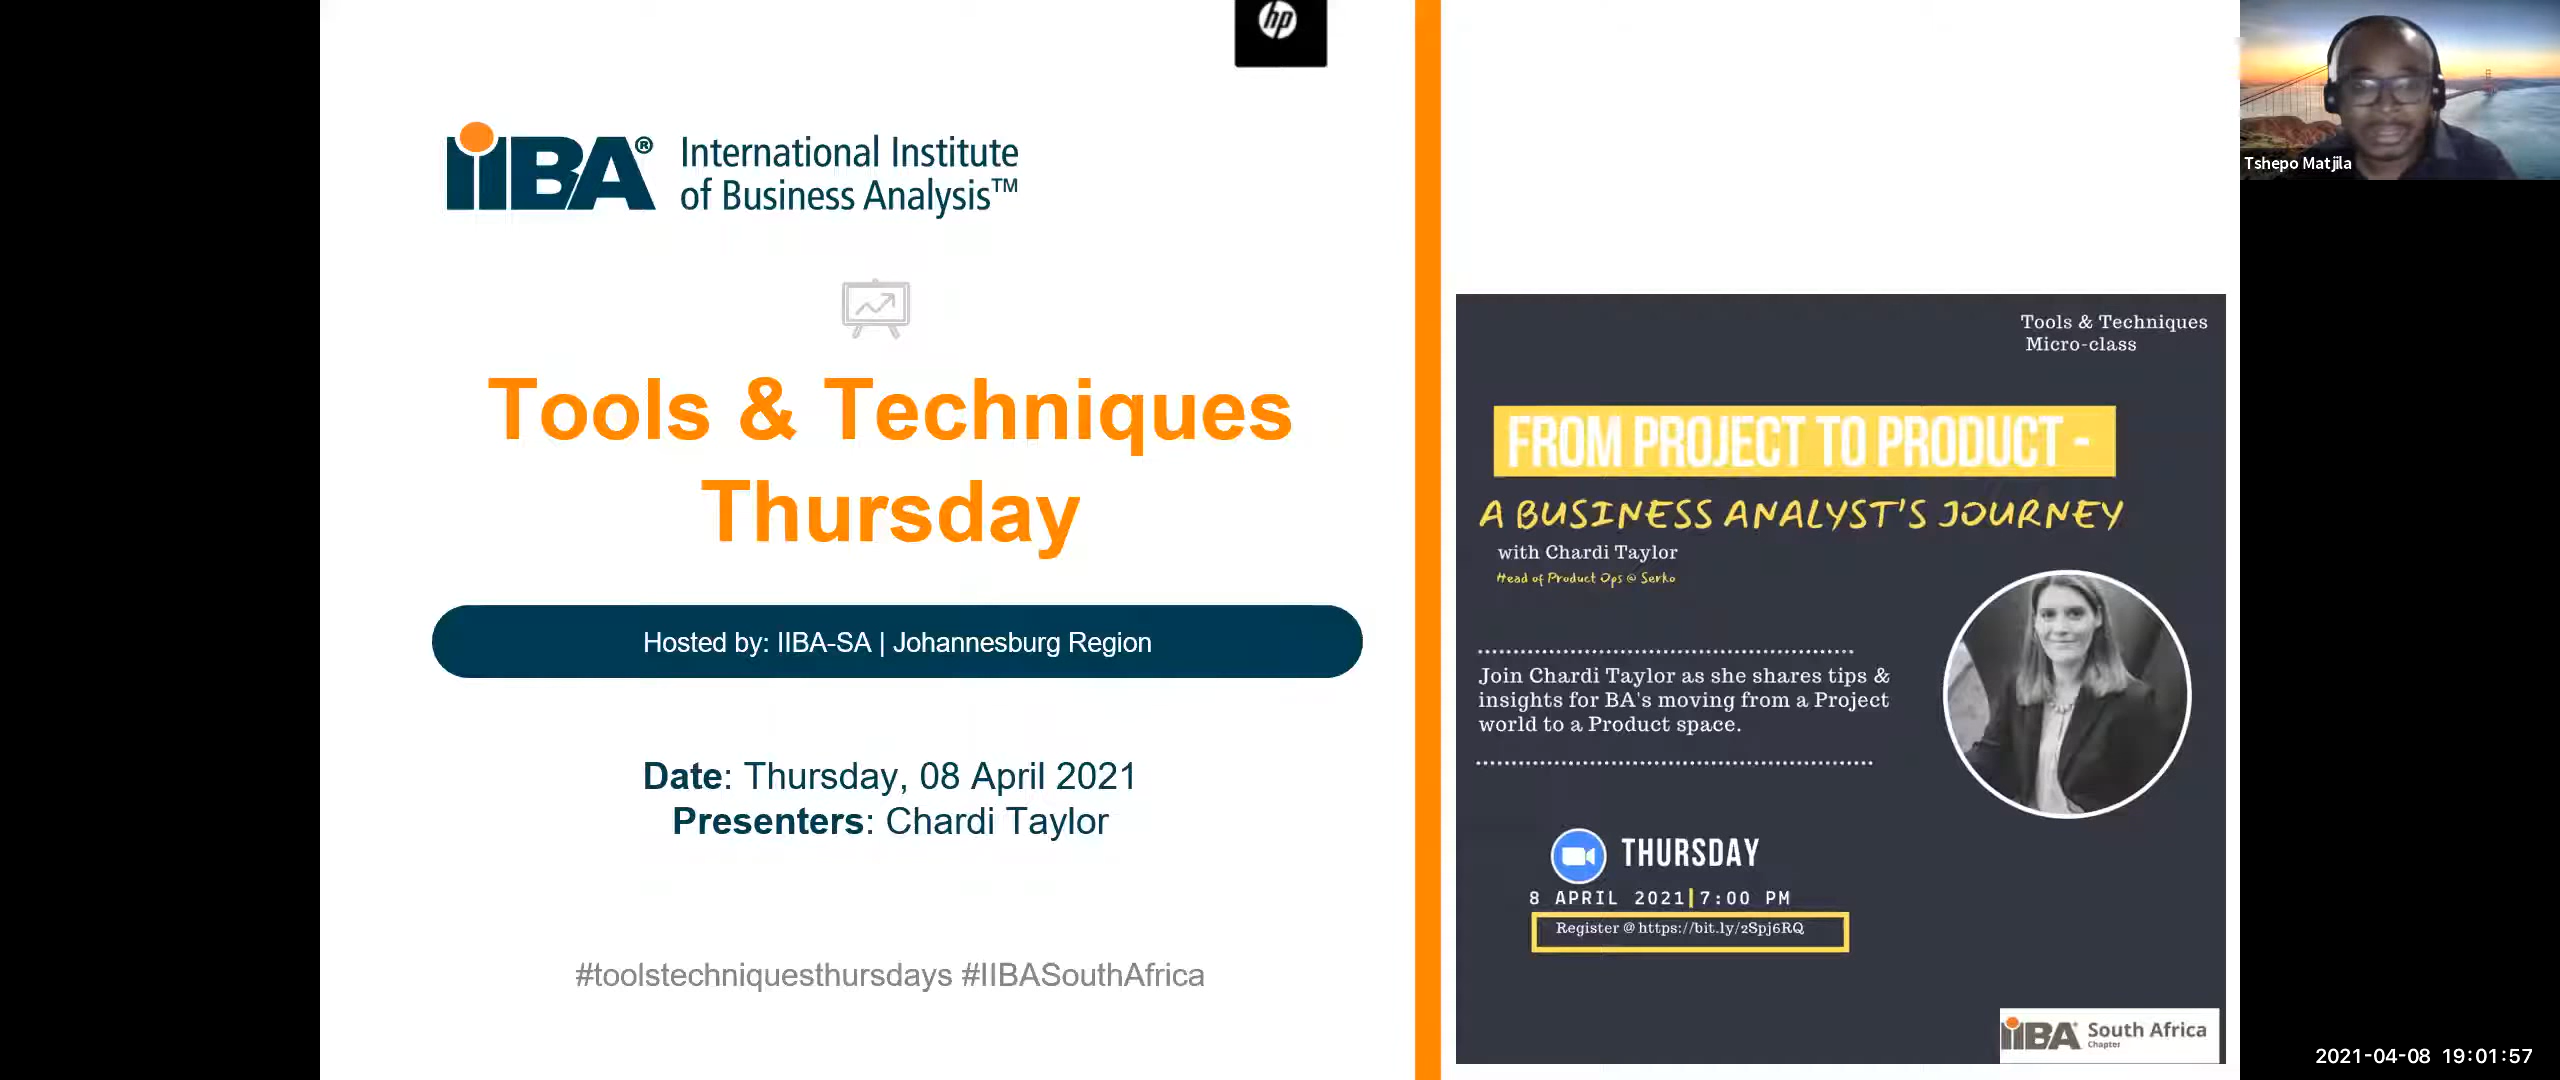 hp
IIBA® International Institute
of Business Analysis™
Tools & Techniques
Thursday
Hosted by: IIBA-SA | Johannesburg Region
Date: Thursday, 08 April 2021
Presenters: Chardi Taylor
#toolstechniquesthursdays #IIBASouthAfrica
Tools & Techniques
Micro-class
FROM PROJECT TO PRODUCT -
A BUSINESS ANALYST'S JOURNEY
with Chardi Taylor
Head of Product Ops @ Serko
Join Chardi Taylor as she shares tips &
insights for BA's moving from a Project
world to a Product space.
THURSDAY
8 APRIL 2021|7:00 PM
Register @ https://bit.ly/2Spj6RQ
IIBA® South Africa
Chapter
Tshepo Matjila
2021-04-08 19:01:57